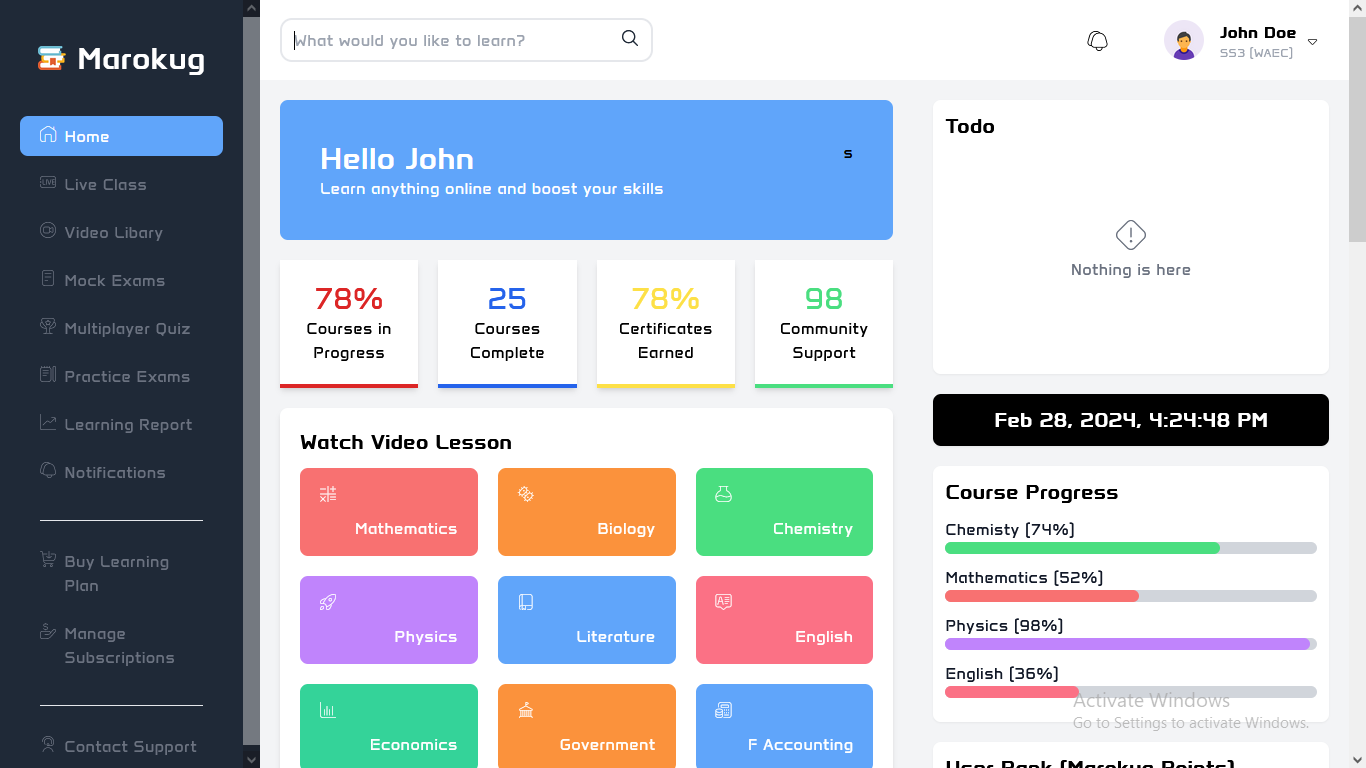 Marokug
Home
LIVE
Live Class
Video Libary
Mock Exams
Multiplayer Quiz
Practice Exams
Learning Report
Notifications
Buy Learning
Plan
Manage
Subscriptions
Contact Support
What would you like to learn?
John Doe
SS3 (WAEC)
Hello John
s
Learn anything online and boost your skills
78%
Courses in
Progress
25
Courses
Complete
78%
Certificates
Earned
98
Community
Support
Watch Video Lesson
Mathematics
Biology
Chemistry
Physics
Literature
English
Economics
Government
F Accounting
Todo
Nothing is here
Feb 28, 2024, 4:24:48 PM
Course Progress
Chemisty (74%)
Mathematics (52%)
Physics (98%)
English (36%)
Activate Windows
Go to Settings to activate Windows.
User Rank (Marokug Points)